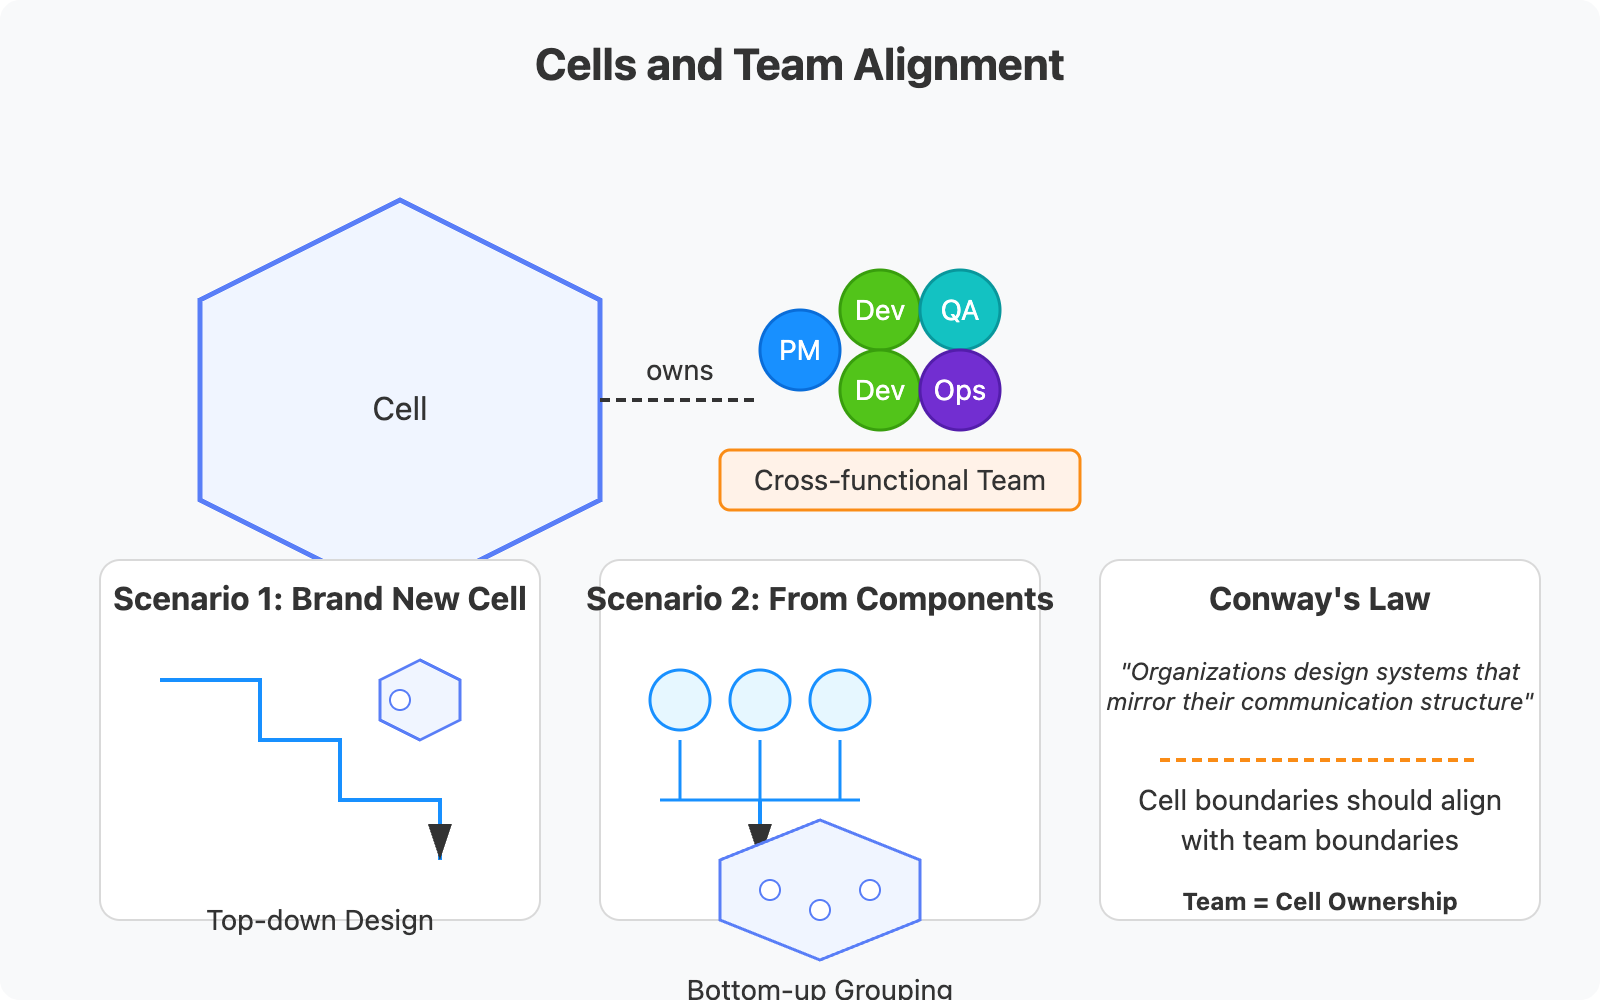 Cells and Team Alignment
Cell
owns
PM
Dev
QA
Dev
Ops
Cross-functional Team
Scenario 1: Brand New Cell
Top-down Design
Scenario 2: From Components
Bottom-up Grouping
Conway's Law
"Organizations design systems that
mirror their communication structure"
Cell boundaries should align
with team boundaries
Team = Cell Ownership